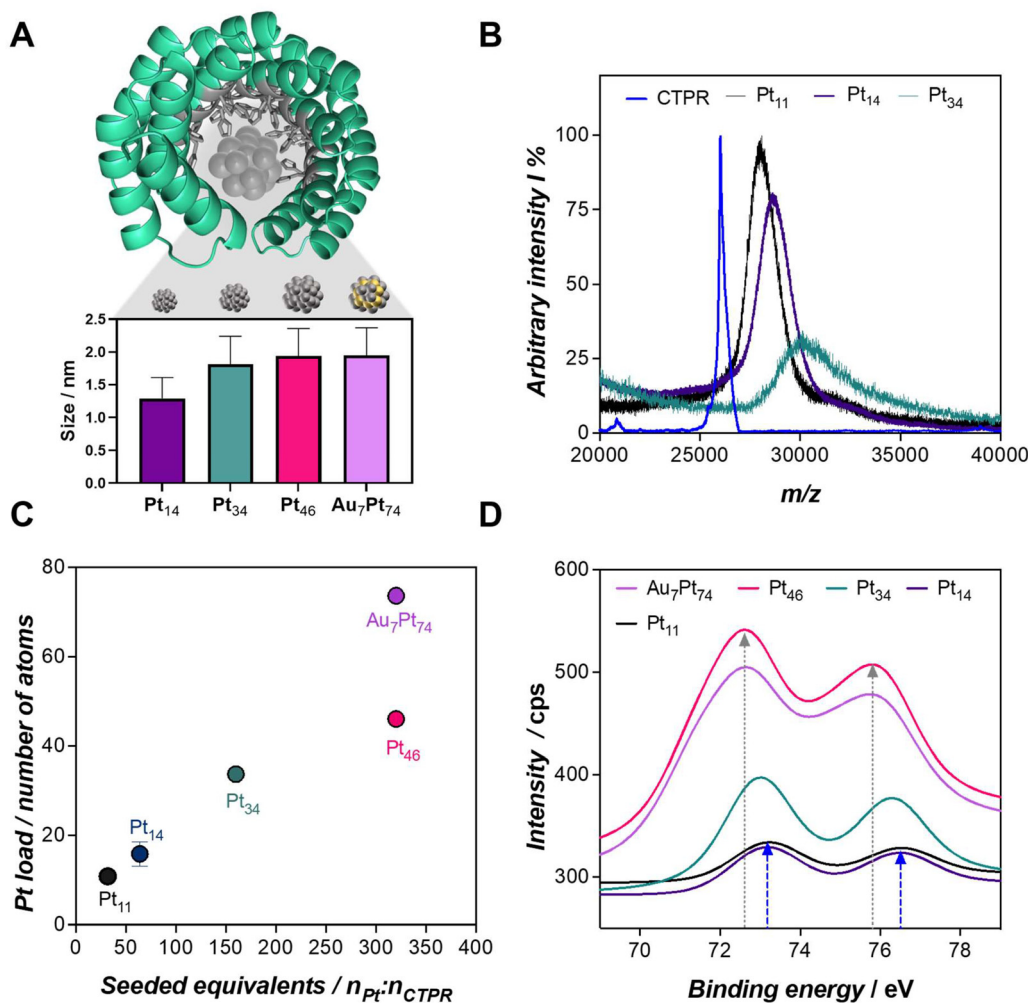 A
2.5
2.0
1.5
1.0
0.5
0.0
Size / nm
Pt₁₄
Pt₃₄
Pt₄₆
Au₇Pt₇₄
B
CTPR
Pt₁₁
Pt₁₄
Pt₃₄
100
75
50
25
0
Arbitrary intensity I %
20000
25000
30000
35000
40000
m/z
C
80
60
40
20
0
Pt load / number of atoms
Au₇Pt₇₄
Pt₄₆
Pt₃₄
Pt₁₄
Pt₁₁
0
50
100
150
200
250
300
350
400
Seeded equivalents / nPt:nCTPR
D
600
500
400
300
Intensity / cps
Au₇Pt₇₄
Pt₄₆
Pt₃₄
Pt₁₄
Pt₁₁
70
72
74
76
78
Binding energy / eV